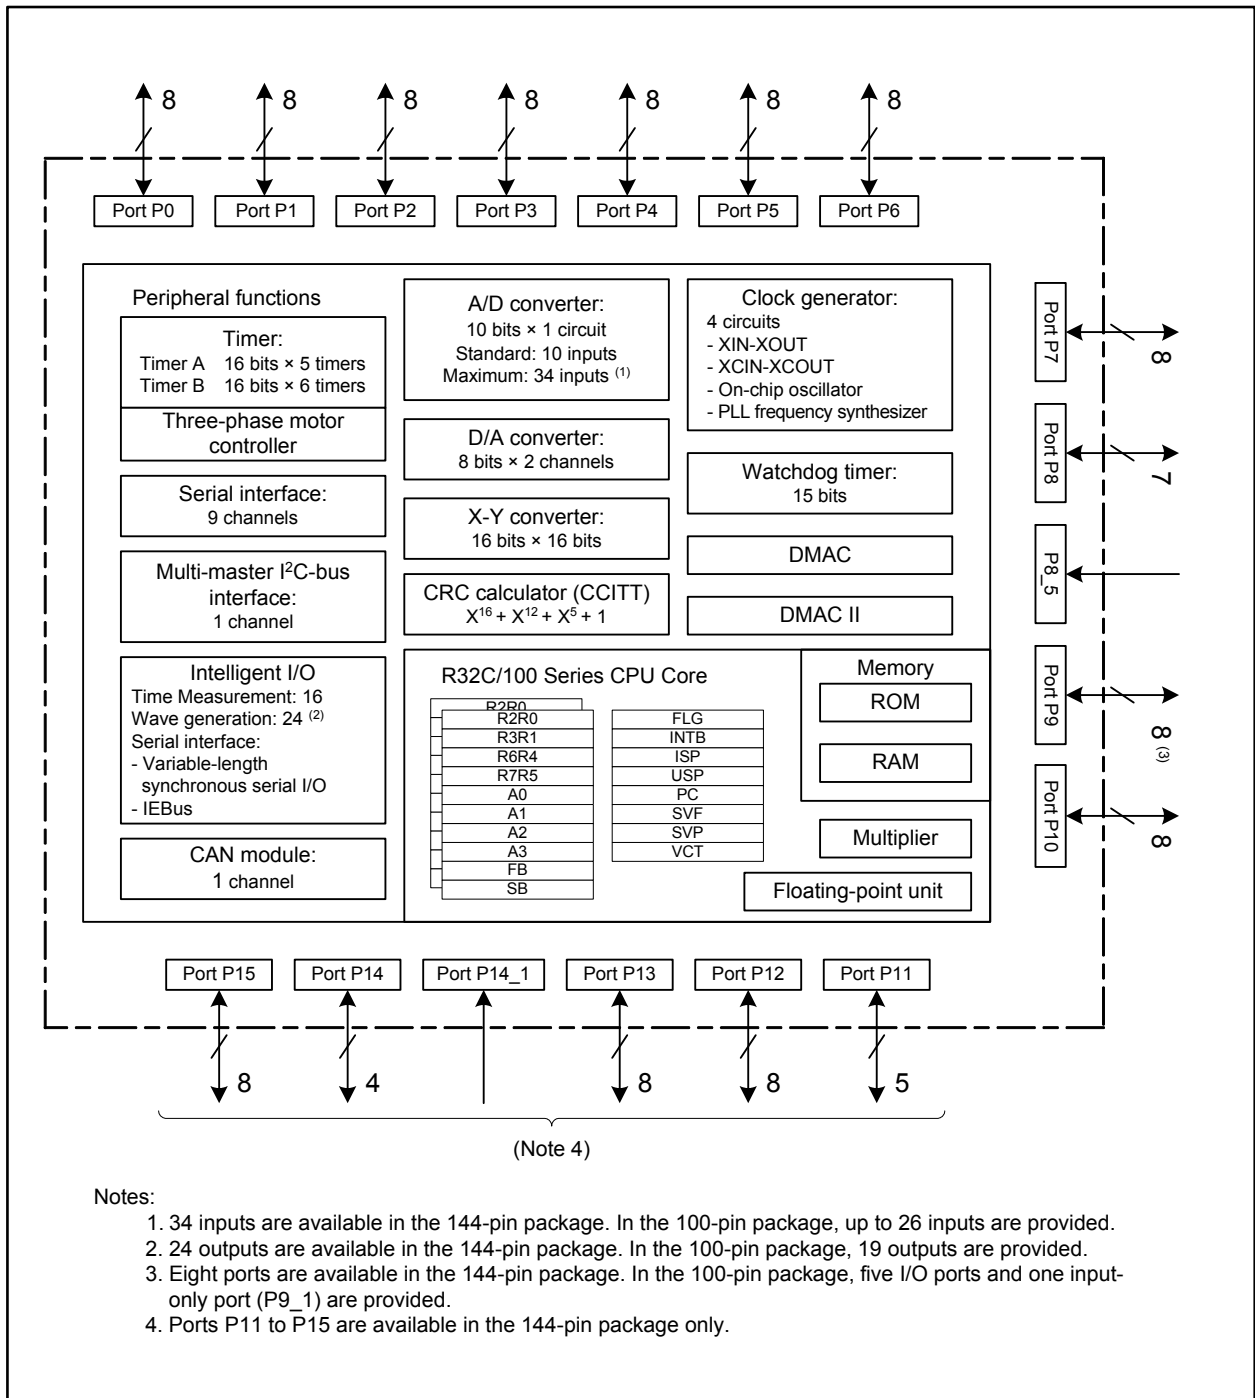 8 8 8 8 8 8 8
Port P0 Port P1 Port P2 Port P3 Port P4 Port P5 Port P6
Peripheral functions
Timer:
Timer A 16 bits × 5 timers
Timer B 16 bits × 6 timers
Three-phase motor
controller
Serial interface:
9 channels
Multi-master I²C-bus
interface:
1 channel
Intelligent I/O
Time Measurement: 16
Wave generation: 24 (2)
Serial interface:
- Variable-length
synchronous serial I/O
- IEBus
CAN module:
1 channel
A/D converter:
10 bits × 1 circuit
Standard: 10 inputs
Maximum: 34 inputs (1)
D/A converter:
8 bits × 2 channels
X-Y converter:
16 bits × 16 bits
CRC calculator (CCITT)
X¹⁶ + X¹² + X⁵ + 1
Clock generator:
4 circuits
- XIN-XOUT
- XCIN-XCOUT
- On-chip oscillator
- PLL frequency synthesizer
Watchdog timer:
15 bits
DMAC
DMAC II
R32C/100 Series CPU Core
R2R0
R2R0
R3R1
R6R4
R7R5
A0
A1
A2
A3
FB
SB
FLG
INTB
ISP
USP
PC
SVF
SVP
VCT
Memory
ROM
RAM
Multiplier
Floating-point unit
Port P7
8
Port P8
7
P8_5
Port P9
8 (3)
Port P10
8
Port P15 Port P14 Port P14_1 Port P13 Port P12 Port P11
8 4 8 8 5
(Note 4)
Notes:
1. 34 inputs are available in the 144-pin package. In the 100-pin package, up to 26 inputs are provided.
2. 24 outputs are available in the 144-pin package. In the 100-pin package, 19 outputs are provided.
3. Eight ports are available in the 144-pin package. In the 100-pin package, five I/O ports and one input-
only port (P9_1) are provided.
4. Ports P11 to P15 are available in the 144-pin package only.